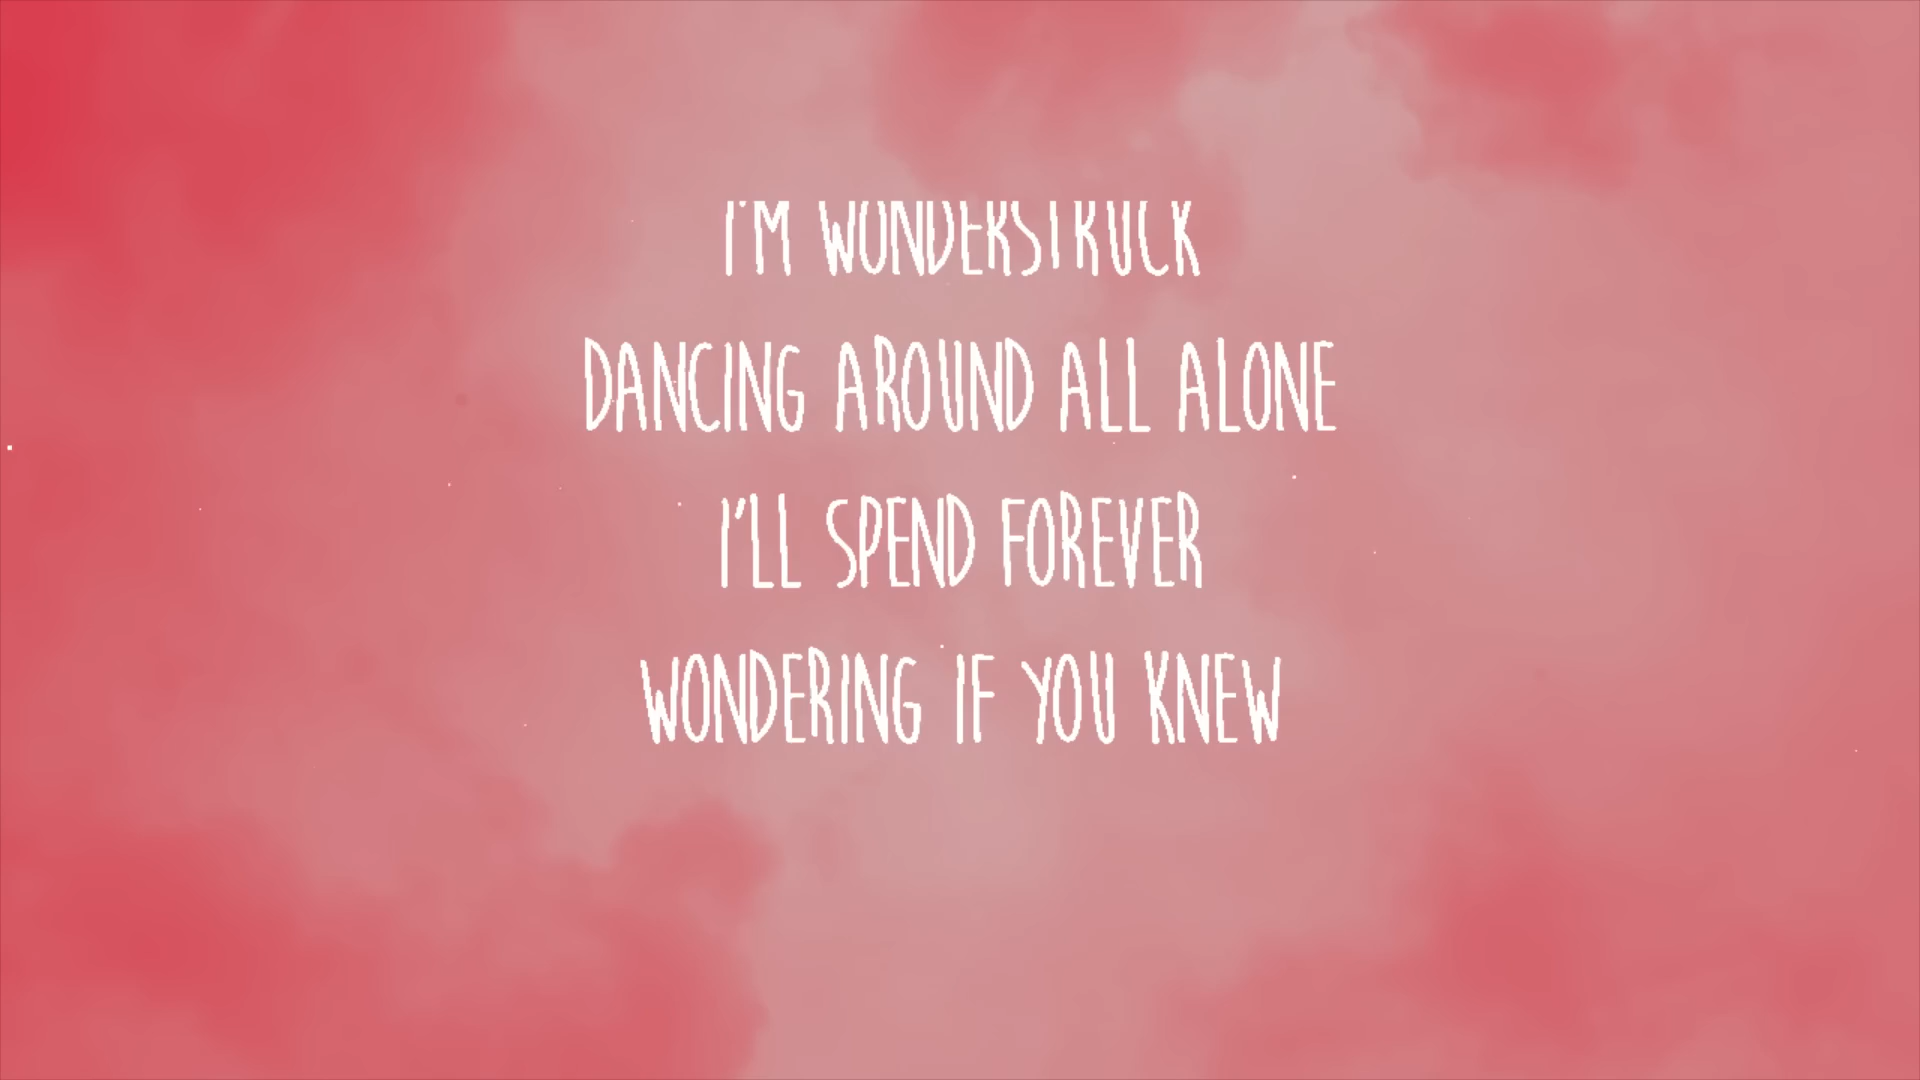 I'M WONDERSTRUCK
DANCING AROUND ALL ALONE
I'LL SPEND FOREVER
WONDERING IF YOU KNEW